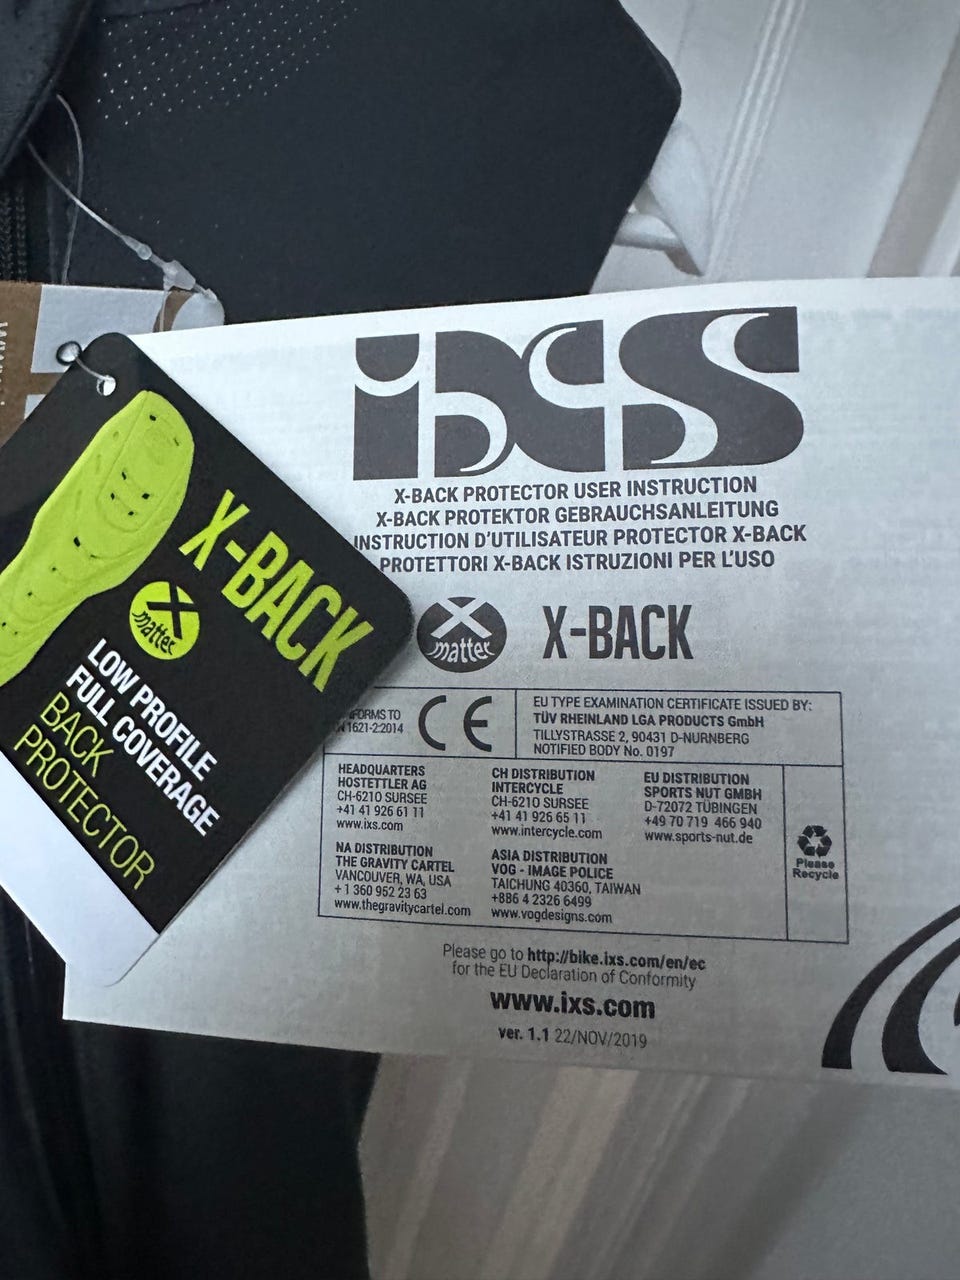 iXS
X-BACK PROTECTOR USER INSTRUCTION
X-BACK PROTEKTOR GEBRAUCHSANLEITUNG
INSTRUCTION D'UTILISATEUR PROTECTOR X-BACK
PROTETTORI X-BACK ISTRUZIONI PER L'USO
X matter
X-BACK
TO
1621-2:2014
CE
EU TYPE EXAMINATION CERTIFICATE ISSUED BY:
TÜV RHEINLAND LGA PRODUCTS GmbH
TILLYSTRASSE 2, 90431 D-NURNBERG
NOTIFIED BODY No. 0197
HEADQUARTERS
HOSTETTLER AG
CH-6210 SURSEE
+41 41 926 61 11
www.ixs.com
CH DISTRIBUTION
INTERCYCLE
CH-6210 SURSEE
+41 41 926 65 11
www.intercycle.com
EU DISTRIBUTION
SPORTS NUT GMBH
D-72072 TÜBINGEN
+49 70 719 466 940
www.sports-nut.de
NA DISTRIBUTION
THE GRAVITY CARTEL
VANCOUVER, WA, USA
+ 1 360 952 23 63
www.thegravitycartel.com
ASIA DISTRIBUTION
VOG - IMAGE POLICE
TAICHUNG 40360, TAIWAN
+886 4 2326 6499
www.vogdesigns.com
Please
Recycle
Please go to http://bike.ixs.com/en/ec
for the EU Declaration of Conformity
www.ixs.com
ver. 1.1 22/NOV/2019
X-BACK
X matter
LOW PROFILE
FULL COVERAGE
BACK
PROTECTOR